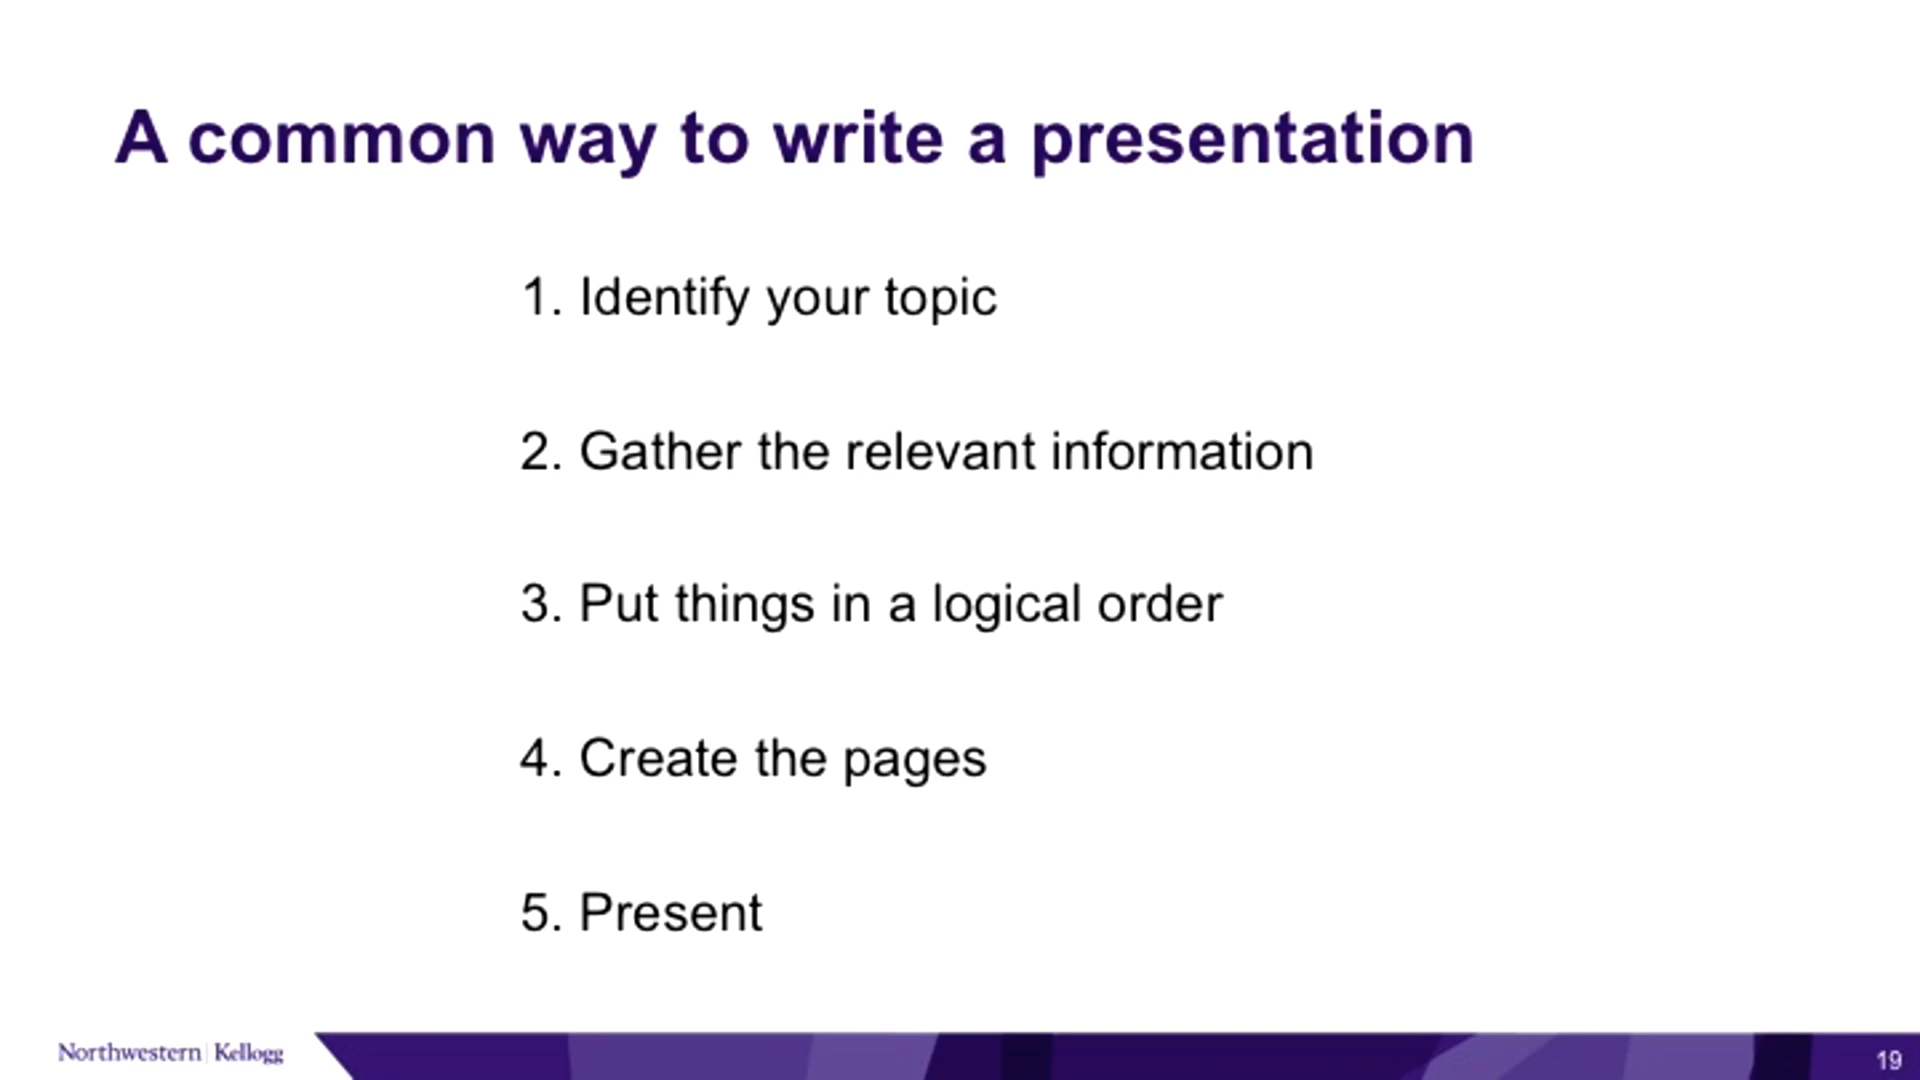 A common way to write a presentation
1. Identify your topic
2. Gather the relevant information
3. Put things in a logical order
4. Create the pages
5. Present
Northwestern | Kellogg
19